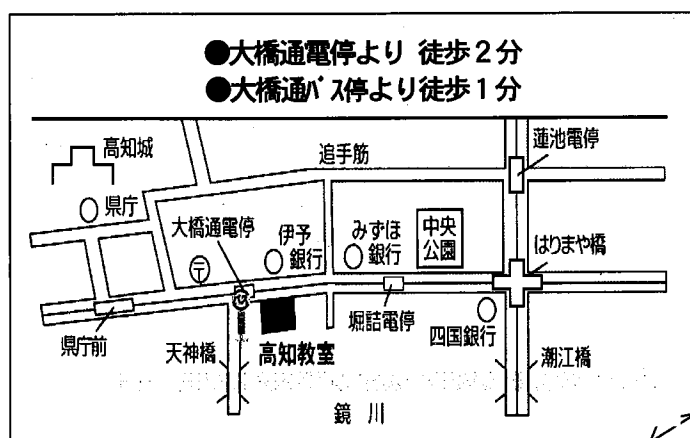 ●大橋通電停より 徒歩2分
●大橋通バス停より徒歩1分
高知城
追手筋
蓮池電停
県庁
大橋通電停
伊予
銀行
みずほ
銀行
中央
公園
はりまや橋
〒
県庁前
天神橋
高知教室
堀詰電停
四国銀行
潮江橋
鏡川